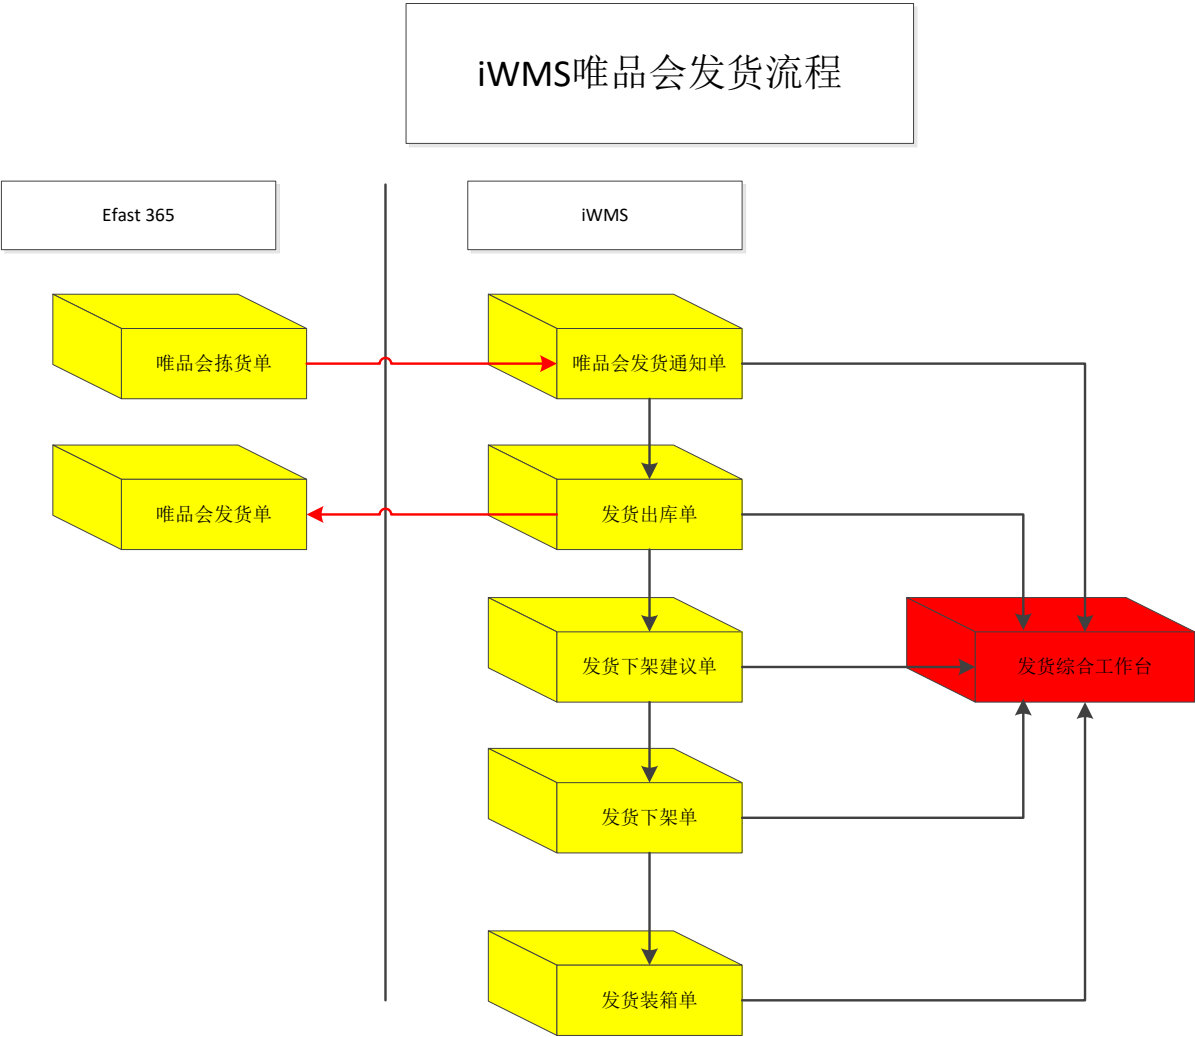 iWMS唯品会发货流程
Efast 365
iWMS
唯品会拣货单
唯品会发货通知单
唯品会发货单
发货出库单
发货下架建议单
发货综合工作台
发货下架单
发货装箱单